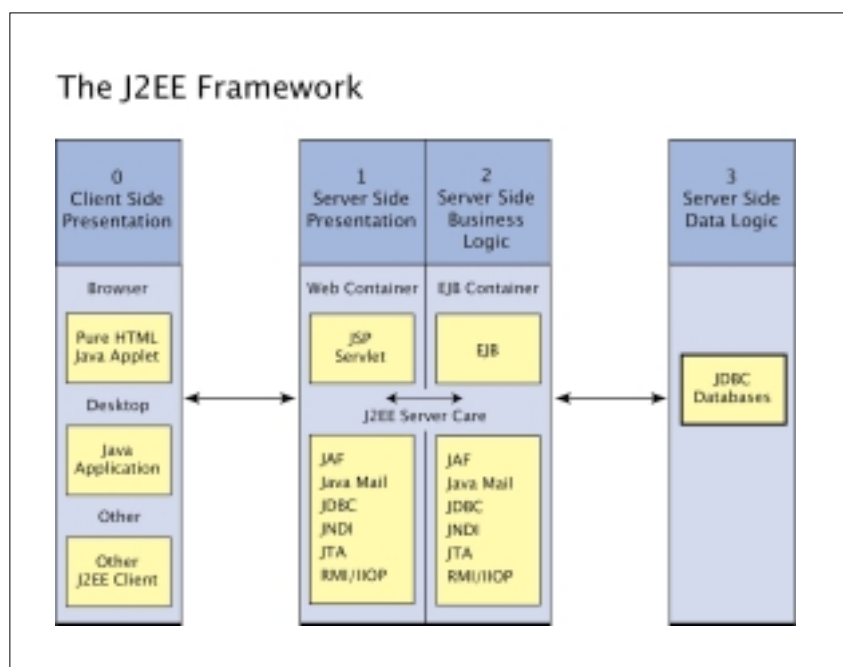 The J2EE Framework
0
Client Side
Presentation
Browser
Pure HTML
Java Applet
Desktop
Java
Application
Other
Other
J2EE Client
1
Server Side
Presentation
2
Server Side
Business
Logic
Web Container
EJB Container
JSP
Servlet
EJB
J2EE Server Care
JAF
Java Mail
JDBC
JNDI
JTA
RMI/IIOP
JAF
Java Mail
JDBC
JNDI
JTA
RMI/IIOP
3
Server Side
Data Logic
JDBC
Databases